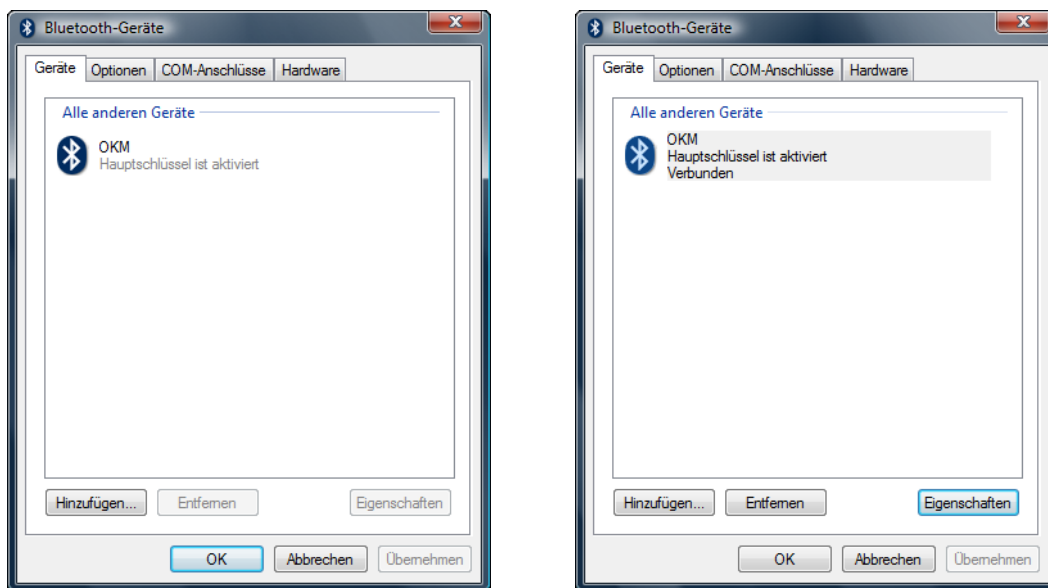 Bluetooth-Geräte
Geräte Optionen COM-Anschlüsse Hardware
Alle anderen Geräte
OKM
Hauptschlüssel ist aktiviert
Hinzufügen... Entfernen Eigenschaften
OK Abbrechen Übernehmen
Bluetooth-Geräte
Geräte Optionen COM-Anschlüsse Hardware
Alle anderen Geräte
OKM
Hauptschlüssel ist aktiviert
Verbunden
Hinzufügen... Entfernen Eigenschaften
OK Abbrechen Übernehmen